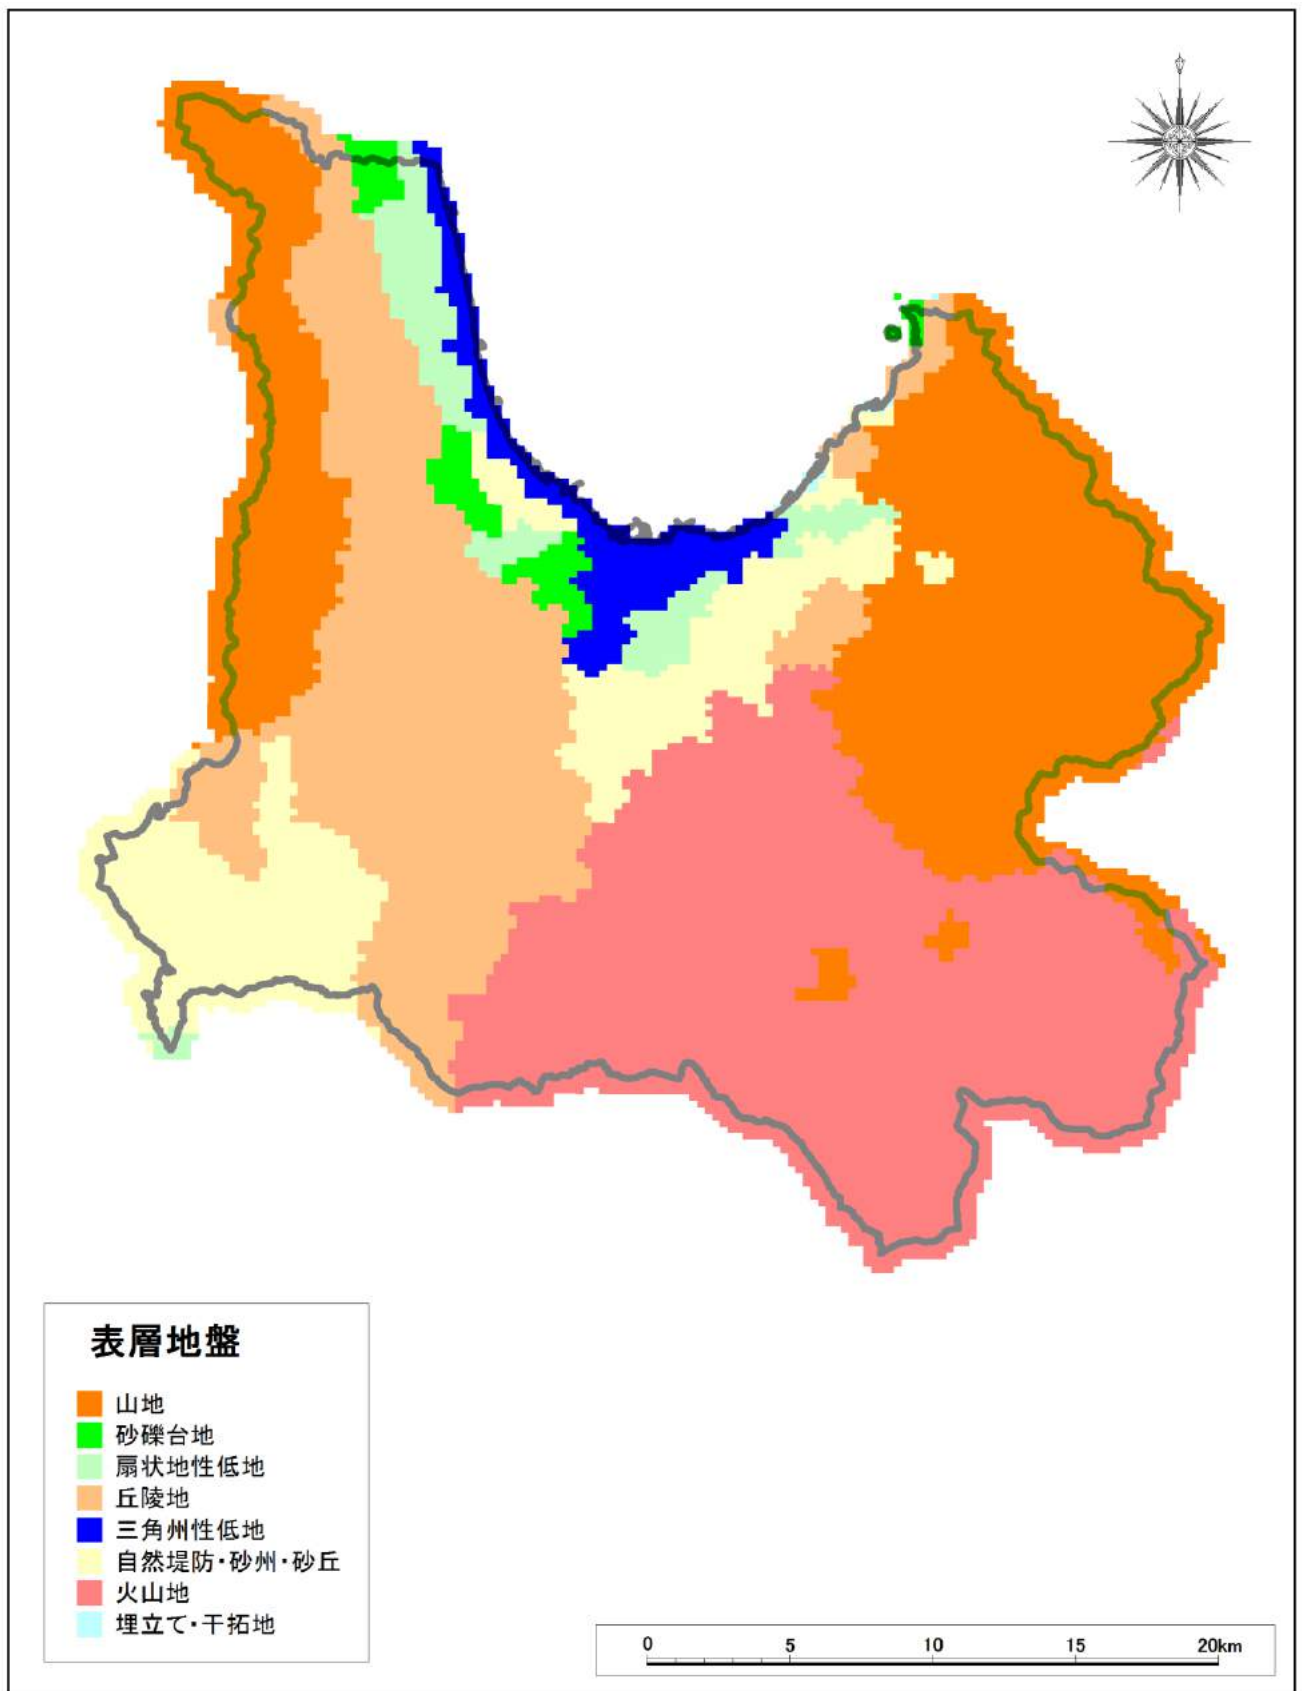 表層地盤
山地
砂礫台地
扇状地性低地
丘陵地
三角州性低地
自然堤防・砂州・砂丘
火山地
埋立て・干拓地
0 5 10 15 20km